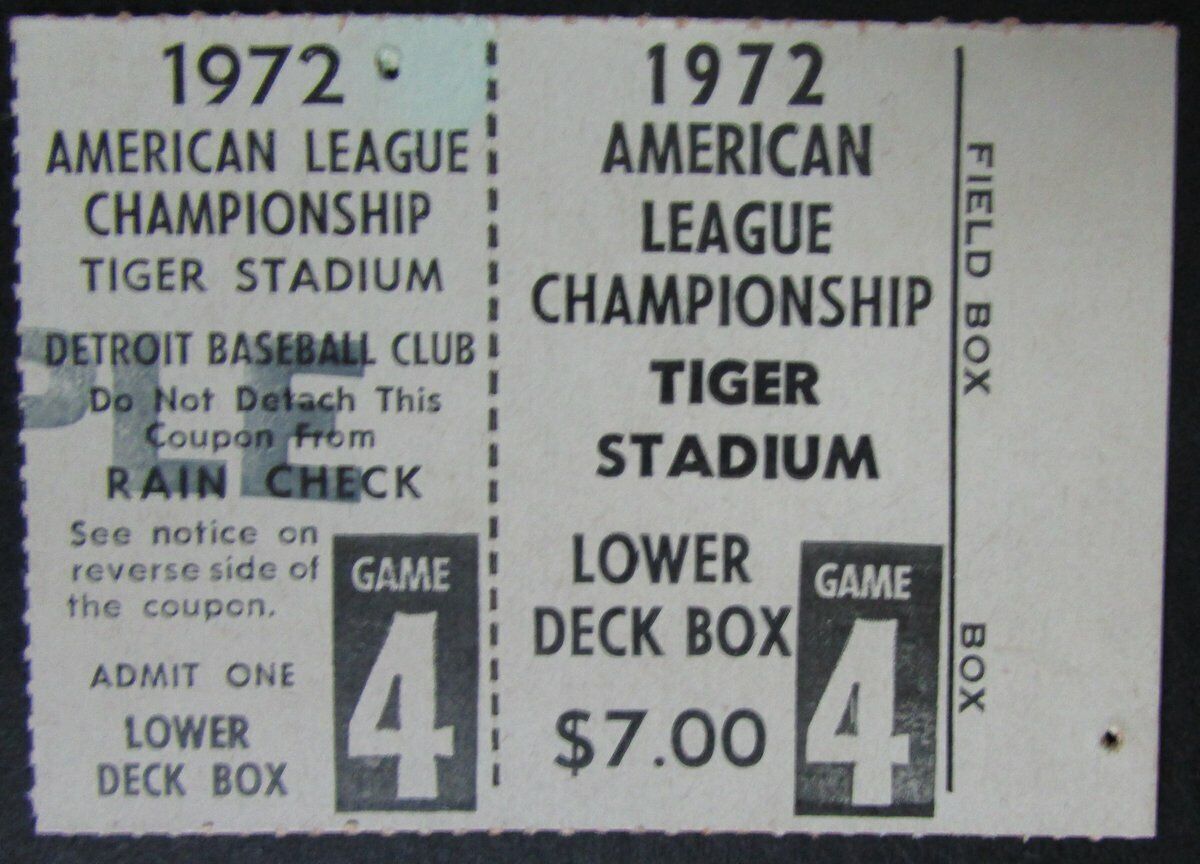 1972
AMERICAN LEAGUE
CHAMPIONSHIP
TIGER STADIUM
DETROIT BASEBALL CLUB
PLE
Do Not Detach This
Coupon From
RAIN CHECK
See notice on
reverse side of
the coupon.
GAME
4
ADMIT ONE
LOWER
DECK BOX
1972
AMERICAN
LEAGUE
CHAMPIONSHIP
TIGER
STADIUM
LOWER
DECK BOX
$7.00
GAME
4
FIELD BOX
BOX